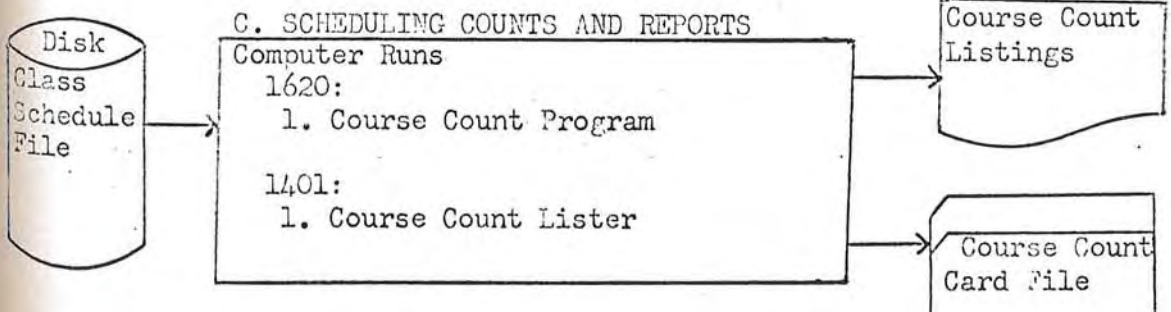 C. SCHEDULING COUNTS AND REPORTS
Disk
Class
Schedule
File
Computer Runs
1620:
1. Course Count Program
1401:
1. Course Count Lister
Course Count
Listings
Course Count
Card File